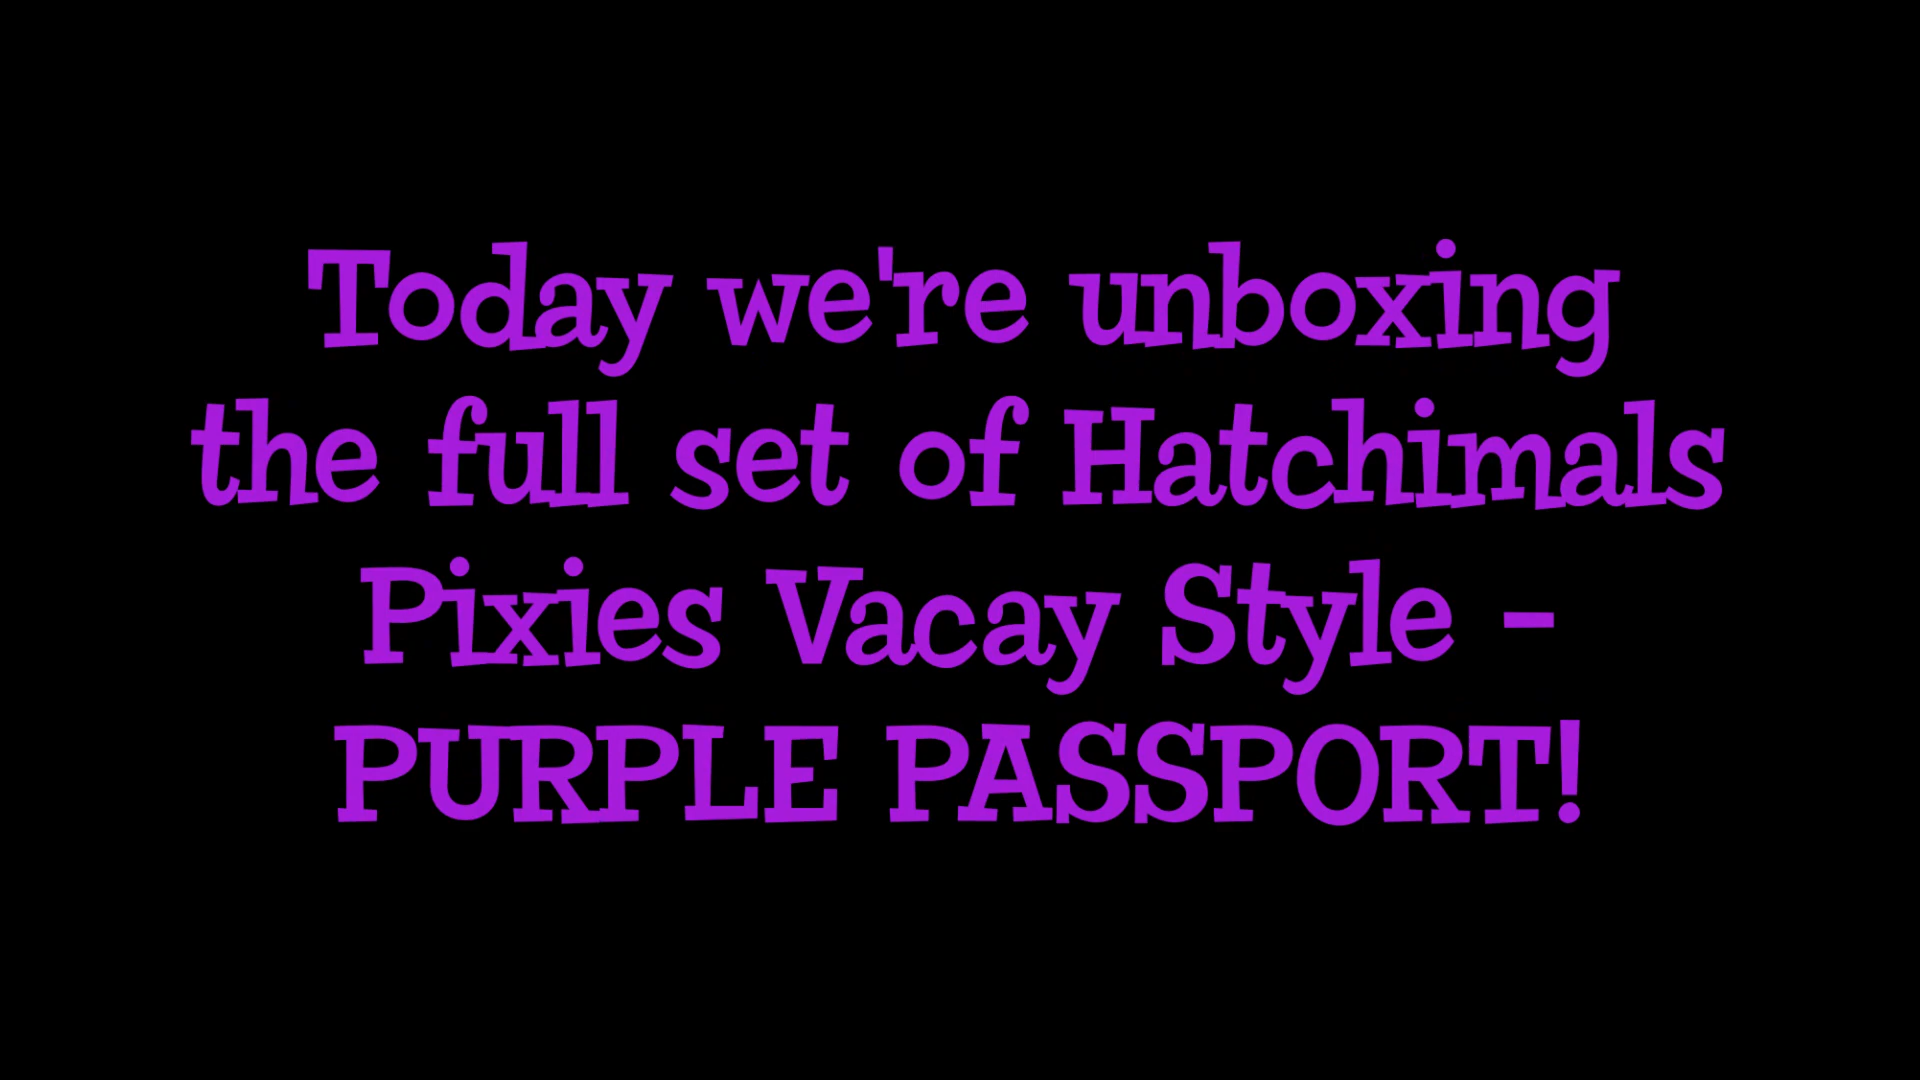 Today we're unboxing
the full set of Hatchimals
Pixies Vacay Style -
PURPLE PASSPORT!